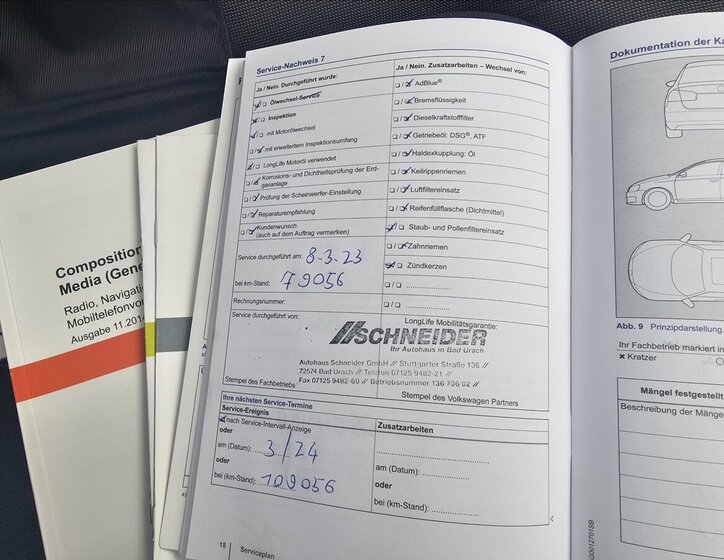 Service-Nachweis 7
Ja / Nein. Durchgeführt wurde:
Ölwechsel-Service
Inspektion
mit Motorölwechsel
mit erweitertem Inspektionsumfang
LongLife Motoröl verwendet
Korrosions- und Dichtheitsprüfung der Erd-
gasanlage
Prüfung der Scheinwerfer-Einstellung
Reparaturempfehlung
Kundenwunsch
(auch auf dem Auftrag vermerken)
Service durchgeführt am: 8.3.23
bei km-Stand: 79056
Rechnungsnummer:
Service durchgeführt von:
Stempel des Fachbetriebs
Ja / Nein. Zusatzarbeiten – Wechsel von:
AdBlue®
Bremsflüssigkeit
Dieselkraftstofffilter
Getriebeöl: DSG®, ATF
Haldexkupplung: Öl
Keilrippenriemen
Luftfiltereinsatz
Reifenfüllflasche (Dichtmittel)
Staub- und Pollenfiltereinsatz
Zahnriemen
Zündkerzen
LongLife Mobilitätsgarantie:
SCHNEIDER
Ihr Autohaus in Bad Urach
Autohaus Schneider GmbH // Stuttgarter Straße 136 //
72574 Bad Urach // Telefon 07125 9482-21 //
Fax 07125 9482-69 // Betriebsnummer 136 706 02 //
Stempel des Volkswagen Partners
Ihre nächsten Service-Termine
Service-Ereignis
nach Service-Intervall-Anzeige
oder
am (Datum): 3/24
oder
bei (km-Stand): 109056
Zusatzarbeiten
am (Datum):
oder
bei (km-Stand):
18 Serviceplan
Dokumentation der Ka
Abb. 9 Prinzipdarstellung
Ihr Fachbetrieb markiert in
× Kratzer
Mängel festgestellt
Beschreibung der Mänge
Composition
Media (Gene
Radio, Navigati
Mobiltelefonvor
Ausgabe 11.201